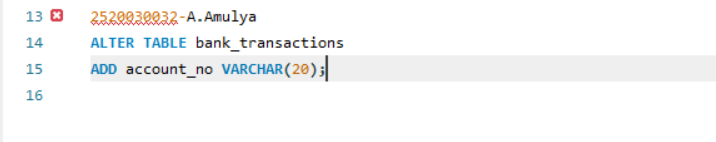 13 2520030032-A.Amulya
14 ALTER TABLE bank_transactions
15 ADD account_no VARCHAR(20);
16